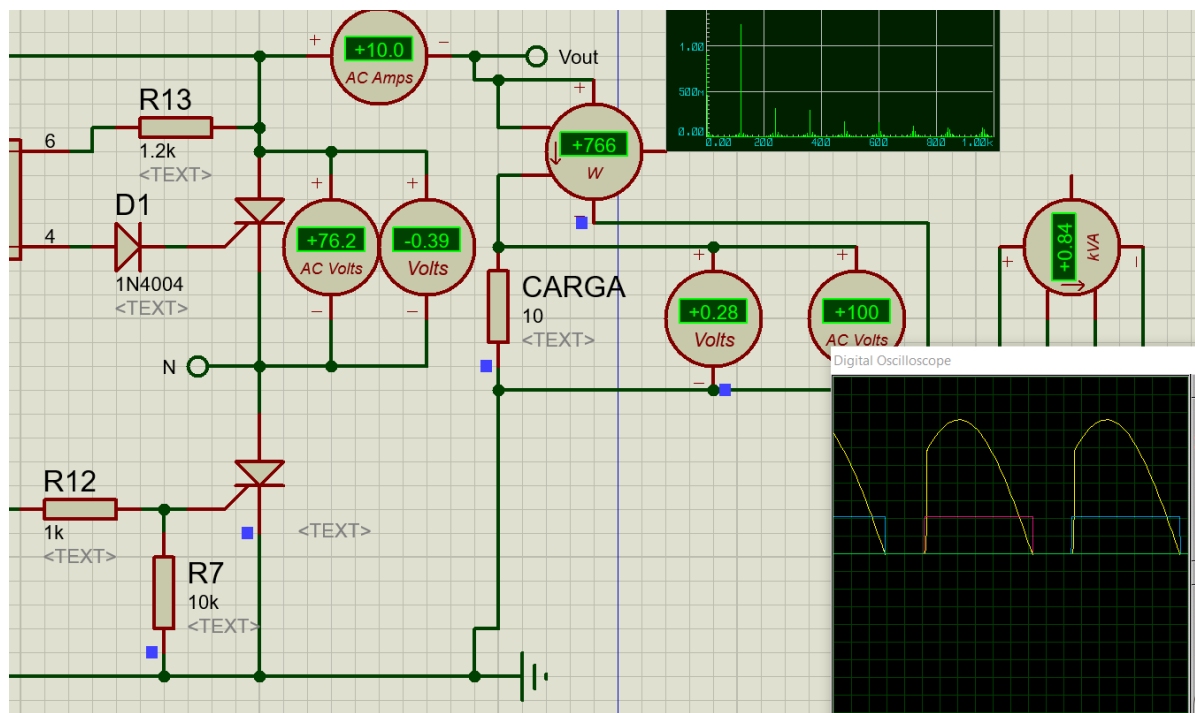 +10.0
AC Amps
Vout
R13
1.2k
<TEXT>
6
4
D1
1N4004
<TEXT>
+76.2
AC Volts
-0.39
Volts
N
+766
W
1.00
500m
0.00
0.00
200
400
600
800
1.00k
CARGA
10
<TEXT>
+0.28
Volts
+100
AC Volts
+0.84
kVA
Digital Oscilloscope
R12
1k
<TEXT>
<TEXT>
R7
10k
<TEXT>